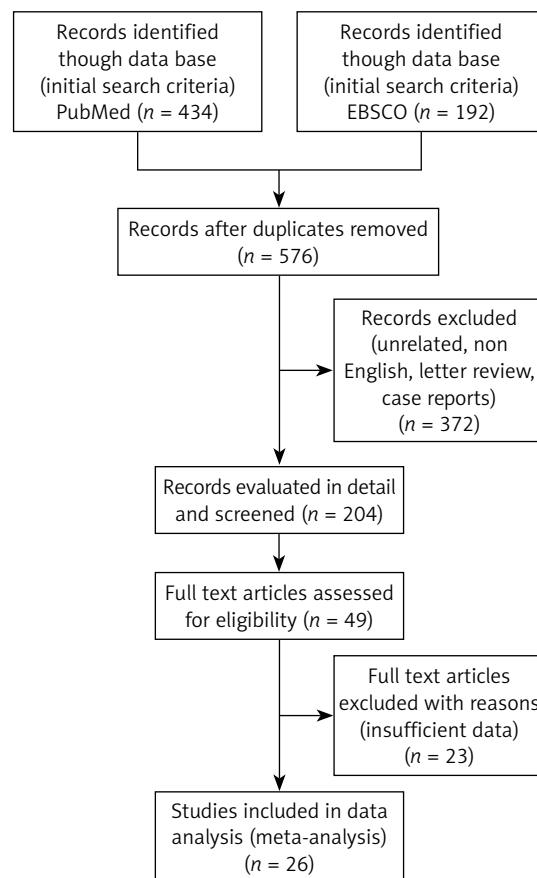 Records identified
though data base
(initial search criteria)
PubMed (n = 434)
Records identified
though data base
(initial search criteria)
EBSCO (n = 192)
Records after duplicates removed
(n = 576)
Records excluded
(unrelated, non
English, letter review,
case reports)
(n = 372)
Records evaluated in detail
and screened (n = 204)
Full text articles assessed
for eligibility (n = 49)
Full text articles
excluded with reasons
(insufficient data)
(n = 23)
Studies included in data
analysis (meta-analysis)
(n = 26)